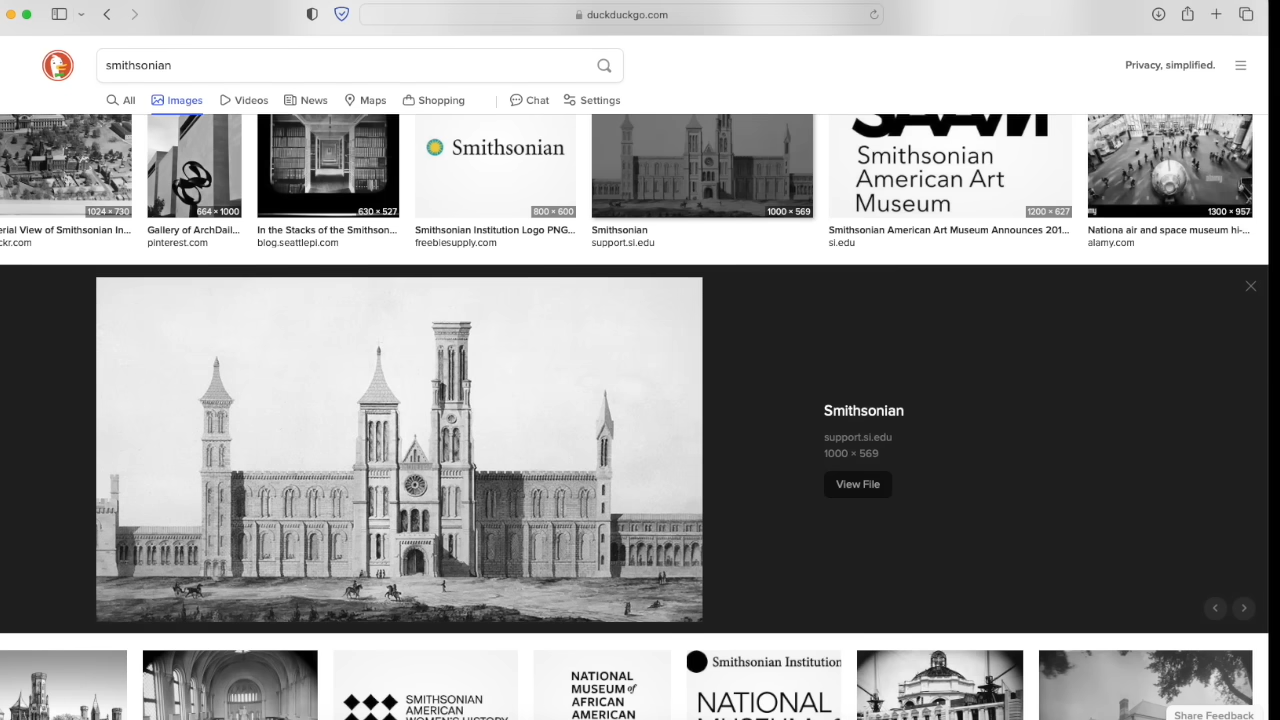 duckduckgo.com
smithsonian
Privacy, simplified.
All
Images
Videos
News
Maps
Shopping
Chat
Settings
1024 × 730
664 × 1000
630 × 527
Smithsonian
800 × 600
1000 × 569
SAAM
Smithsonian
American Art
Museum
1200 × 627
1300 × 957
erial View of Smithsonian In...
ckr.com
Gallery of ArchDail...
pinterest.com
In the Stacks of the Smithson...
blog.seattlepi.com
Smithsonian Institution Logo PNG...
freebiesupply.com
Smithsonian
support.si.edu
Smithsonian American Art Museum Announces 201...
si.edu
Nationa air and space museum hi-...
alamy.com
Smithsonian
support.si.edu
1000 × 569
View File
SMITHSONIAN
AMERICAN
WOMEN'S HISTORY
NATIONAL
MUSEUM of
AFRICAN
AMERICAN
Smithsonian Institution
NATIONAL
Share Feedback